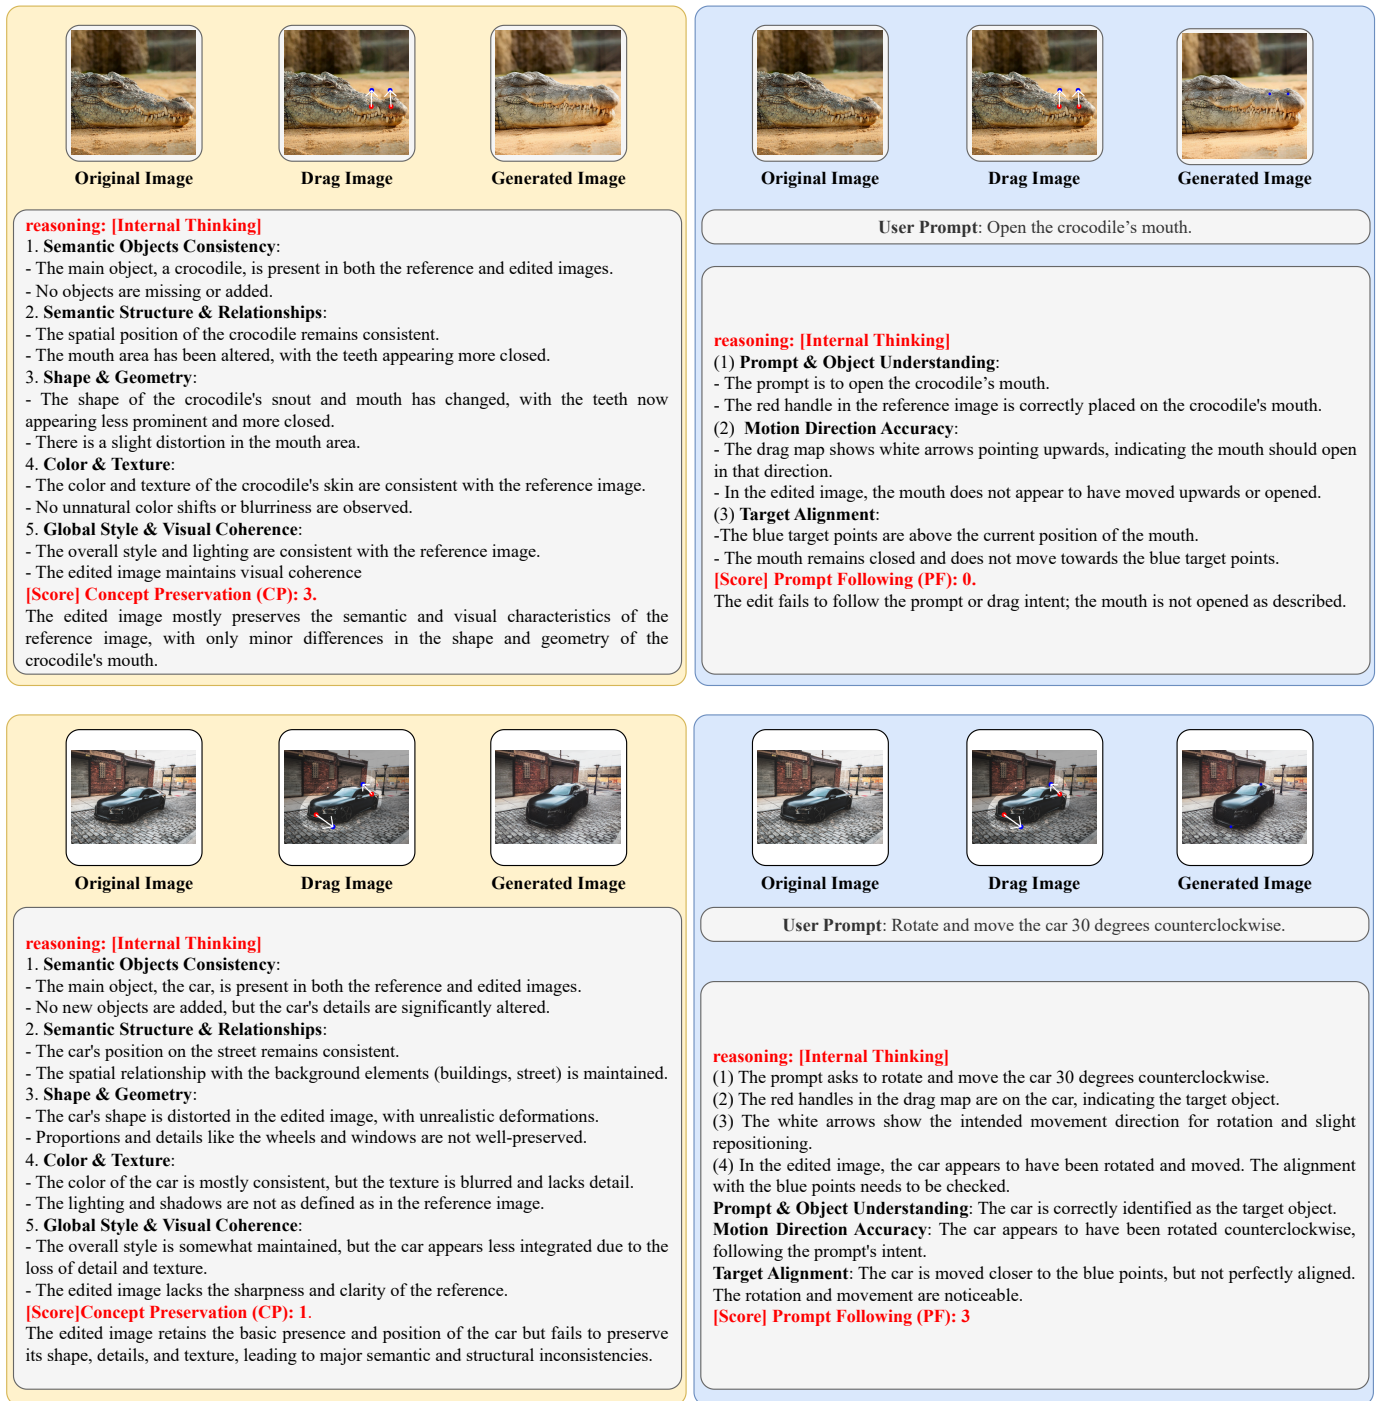 Original Image
Drag Image
Generated Image
reasoning: [Internal Thinking]
1. Semantic Objects Consistency:
- The main object, a crocodile, is present in both the reference and edited images.
- No objects are missing or added.
2. Semantic Structure & Relationships:
- The spatial position of the crocodile remains consistent.
- The mouth area has been altered, with the teeth appearing more closed.
3. Shape & Geometry:
- The shape of the crocodile's snout and mouth has changed, with the teeth now
appearing less prominent and more closed.
- There is a slight distortion in the mouth area.
4. Color & Texture:
- The color and texture of the crocodile's skin are consistent with the reference image.
- No unnatural color shifts or blurriness are observed.
5. Global Style & Visual Coherence:
- The overall style and lighting are consistent with the reference image.
- The edited image maintains visual coherence
[Score] Concept Preservation (CP): 3.
The edited image mostly preserves the semantic and visual characteristics of the
reference image, with only minor differences in the shape and geometry of the
crocodile's mouth.
Original Image
Drag Image
Generated Image
User Prompt: Open the crocodile’s mouth.
reasoning: [Internal Thinking]
(1) Prompt & Object Understanding:
- The prompt is to open the crocodile’s mouth.
- The red handle in the reference image is correctly placed on the crocodile's mouth.
(2) Motion Direction Accuracy:
- The drag map shows white arrows pointing upwards, indicating the mouth should open
in that direction.
- In the edited image, the mouth does not appear to have moved upwards or opened.
(3) Target Alignment:
-The blue target points are above the current position of the mouth.
- The mouth remains closed and does not move towards the blue target points.
[Score] Prompt Following (PF): 0.
The edit fails to follow the prompt or drag intent; the mouth is not opened as described.
Original Image
Drag Image
Generated Image
reasoning: [Internal Thinking]
1. Semantic Objects Consistency:
- The main object, the car, is present in both the reference and edited images.
- No new objects are added, but the car's details are significantly altered.
2. Semantic Structure & Relationships:
- The car's position on the street remains consistent.
- The spatial relationship with the background elements (buildings, street) is maintained.
3. Shape & Geometry:
- The car's shape is distorted in the edited image, with unrealistic deformations.
- Proportions and details like the wheels and windows are not well-preserved.
4. Color & Texture:
- The color of the car is mostly consistent, but the texture is blurred and lacks detail.
- The lighting and shadows are not as defined as in the reference image.
5. Global Style & Visual Coherence:
- The overall style is somewhat maintained, but the car appears less integrated due to the
loss of detail and texture.
- The edited image lacks the sharpness and clarity of the reference.
[Score]Concept Preservation (CP): 1.
The edited image retains the basic presence and position of the car but fails to preserve
its shape, details, and texture, leading to major semantic and structural inconsistencies.
Original Image
Drag Image
Generated Image
User Prompt: Rotate and move the car 30 degrees counterclockwise.
reasoning: [Internal Thinking]
(1) The prompt asks to rotate and move the car 30 degrees counterclockwise.
(2) The red handles in the drag map are on the car, indicating the target object.
(3) The white arrows show the intended movement direction for rotation and slight
repositioning.
(4) In the edited image, the car appears to have been rotated and moved. The alignment
with the blue points needs to be checked.
Prompt & Object Understanding: The car is correctly identified as the target object.
Motion Direction Accuracy: The car appears to have been rotated counterclockwise,
following the prompt's intent.
Target Alignment: The car is moved closer to the blue points, but not perfectly aligned.
The rotation and movement are noticeable.
[Score] Prompt Following (PF): 3